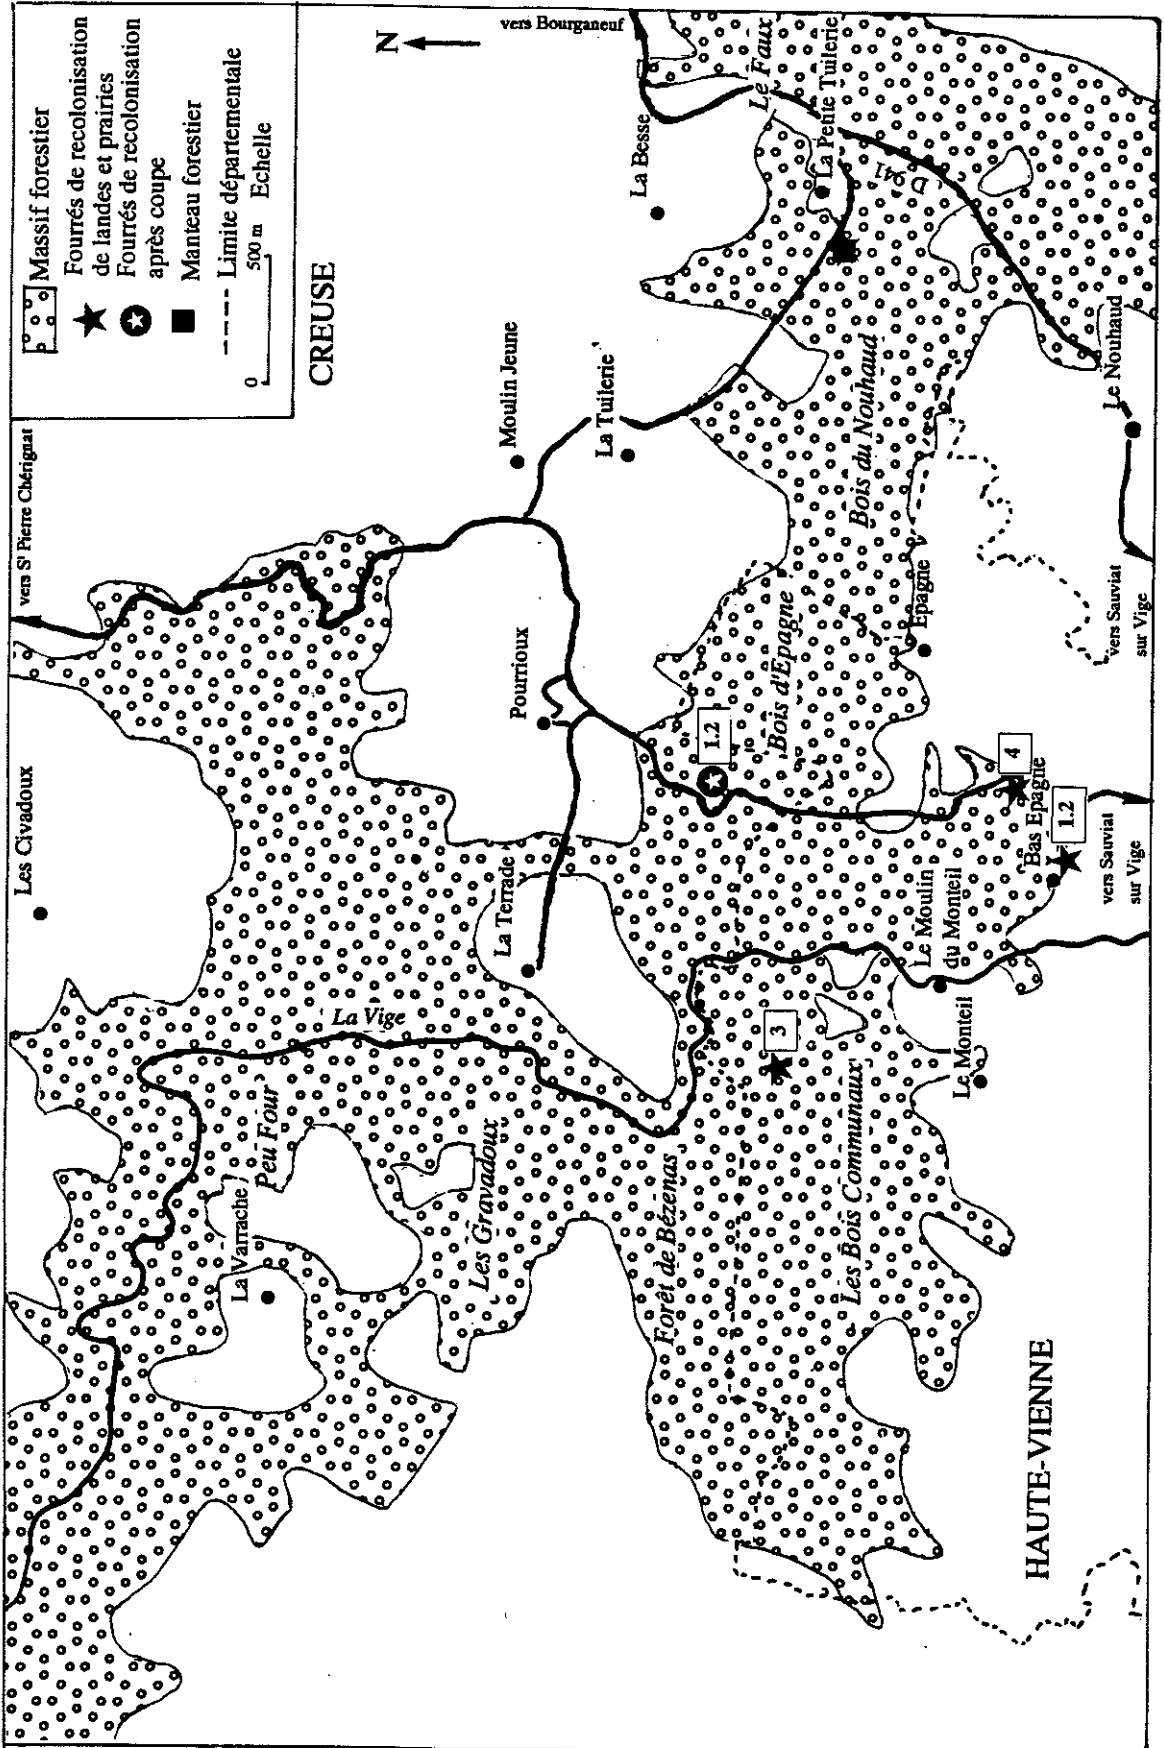 Massif forestier
Fourrés de recolonisation
de landes et prairies
Fourrés de recolonisation
après coupe
Manteau forestier
Limite départementale
0
500 m Echelle
N
CREUSE
vers Sᵗ Pierre Chérignat
vers Bourganeuf
Les Civadoux
La Besse
Le Faux
La Petite Tuilerie
D 941
Moulin Jeune
La Tuilerie
Pourrioux
La Terrade
La Vige
Peu Four
La Varrache
Les Gravadoux
Forêt de Bézenas
Les Bois Communaux
Bois d'Epagne
Bois du Nouhaud
Epagne
Le Nouhaud
vers Sauviat
sur Vige
1.2
3
4
1.2
Bas Epagne
Le Moulin
du Monteil
Le Monteil
vers Sauviat
sur Vige
HAUTE-VIENNE